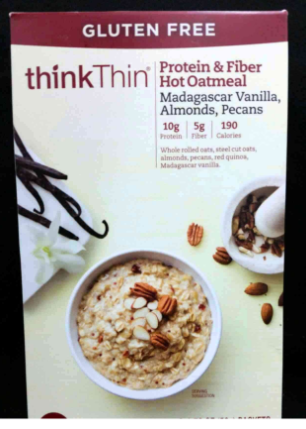 GLUTEN FREE
thinkThin®
Protein & Fiber
Hot Oatmeal
Madagascar Vanilla,
Almonds, Pecans
10g 5g 190
Protein Fiber Calories
Whole rolled oats, steel cut oats,
almonds, pecans, red quinoa,
Madagascar vanilla.